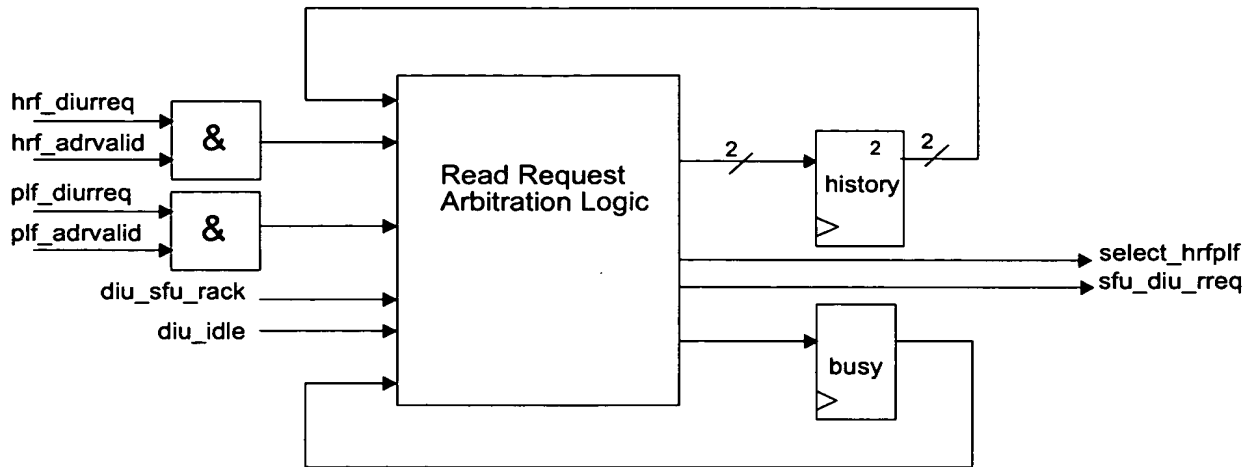 hrf_diurreq
hrf_adrvalid
&
plf_diurreq
plf_adrvalid
&
diu_sfu_rack
diu_idle
Read Request
Arbitration Logic
2
2
2
history
select_hrfplf
sfu_diu_rreq
busy